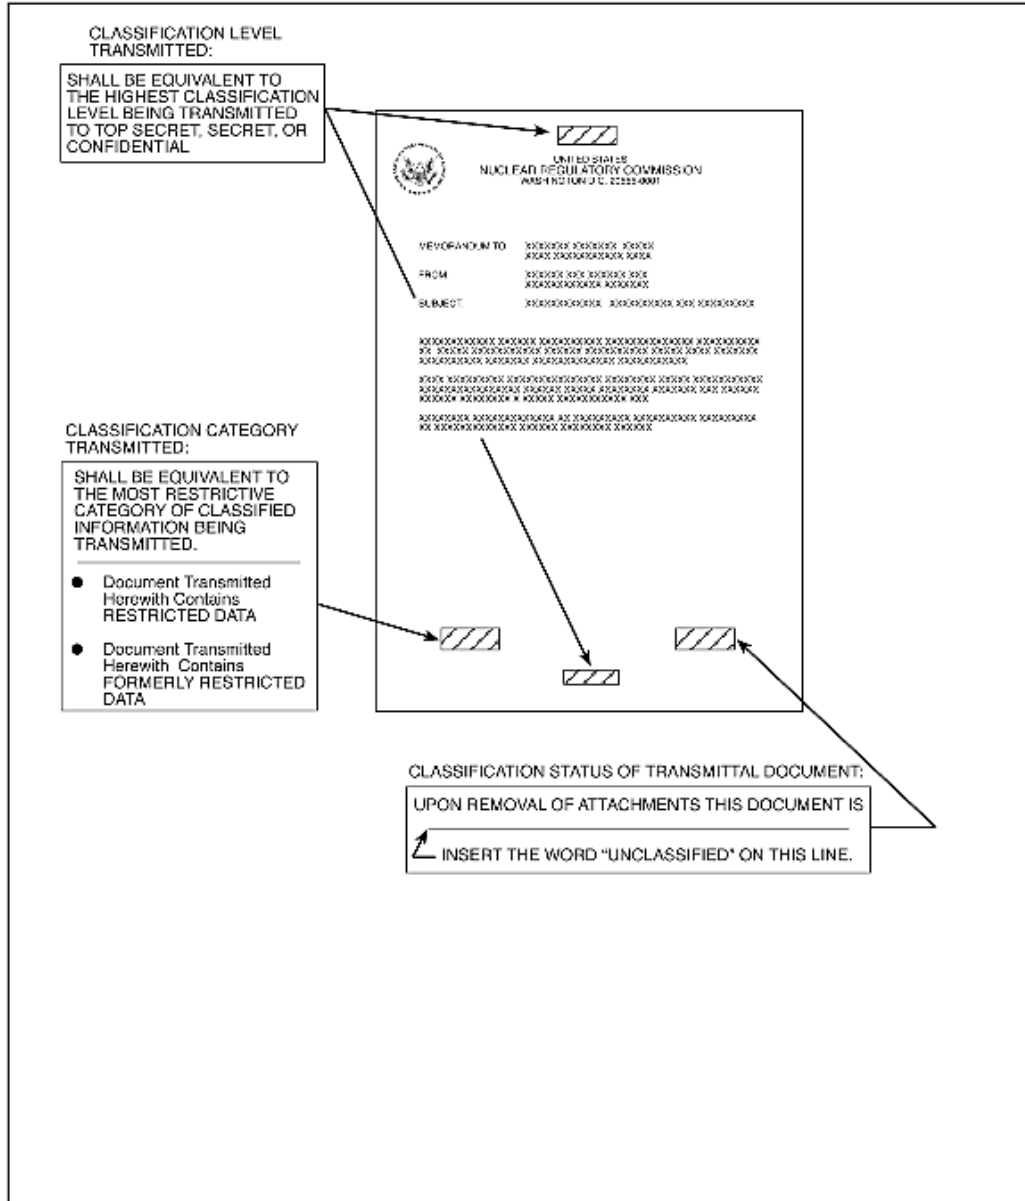 CLASSIFICATION LEVEL
TRANSMITTED:
SHALL BE EQUIVALENT TO
THE HIGHEST CLASSIFICATION
LEVEL BEING TRANSMITTED
TO TOP SECRET, SECRET, OR
CONFIDENTIAL
UNITED STATES
NUCLEAR REGULATORY COMMISSION
WASHINGTON D.C. 20555-0001
MEMORANDUM TO
FROM
SUBJECT
CLASSIFICATION CATEGORY
TRANSMITTED:
SHALL BE EQUIVALENT TO
THE MOST RESTRICTIVE
CATEGORY OF CLASSIFIED
INFORMATION BEING
TRANSMITTED.
● Document Transmitted
Herewith Contains
RESTRICTED DATA
● Document Transmitted
Herewith Contains
FORMERLY RESTRICTED
DATA
CLASSIFICATION STATUS OF TRANSMITTAL DOCUMENT:
UPON REMOVAL OF ATTACHMENTS THIS DOCUMENT IS
INSERT THE WORD "UNCLASSIFIED" ON THIS LINE.